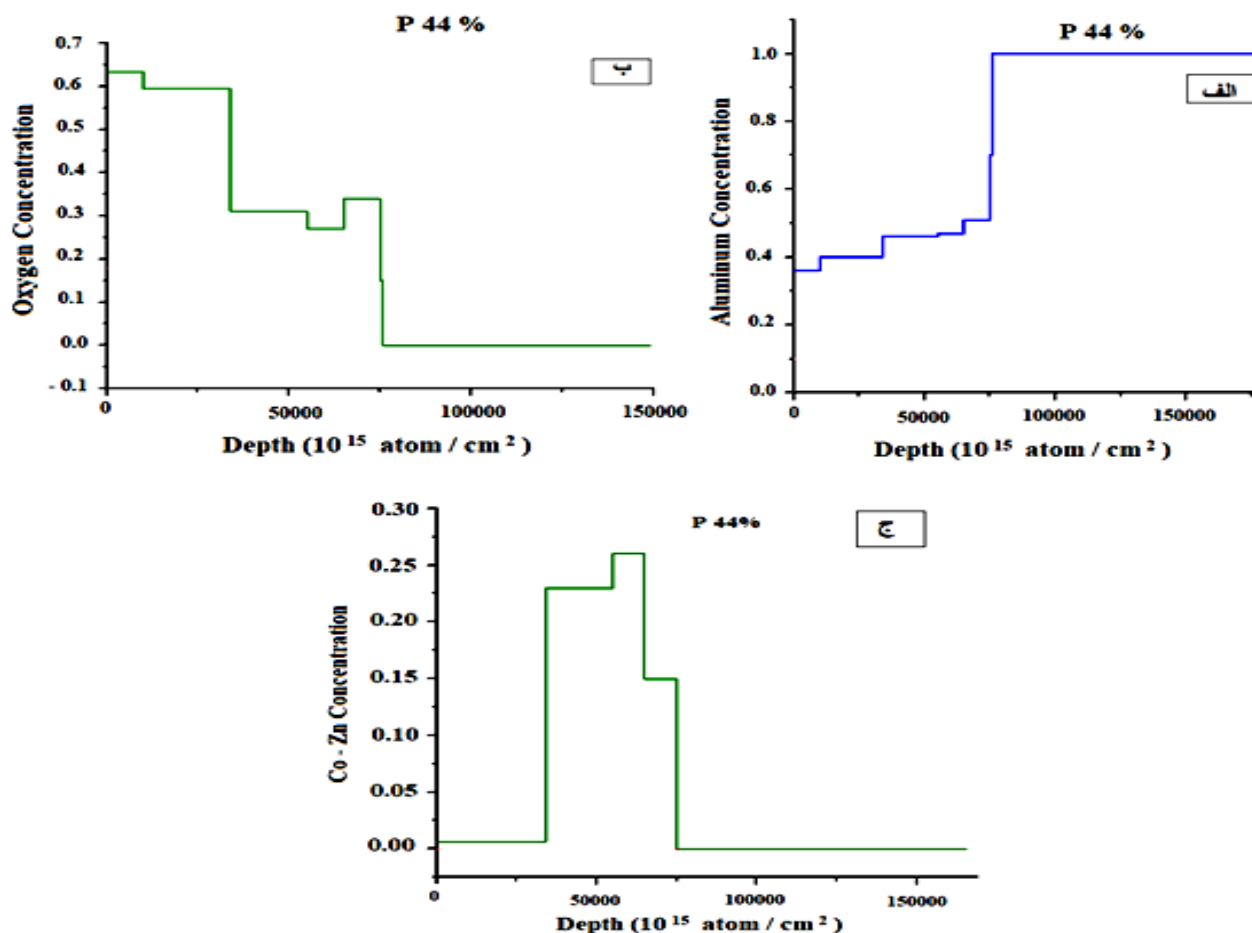 P 44 %
ب
0.7
0.6
0.5
0.4
0.3
0.2
0.1
0.0
- 0.1
Oxygen Concentration
0
50000
100000
150000
Depth (10 15 atom / cm 2 )
P 44 %
الف
1.0
0.8
0.6
0.4
0.2
0.0
Aluminum Concentration
0
50000
100000
150000
Depth (10 15 atom / cm 2 )
P 44%
ج
0.30
0.25
0.20
0.15
0.10
0.05
0.00
Co - Zn Concentration
0
50000
100000
150000
Depth (10 15 atom / cm 2 )